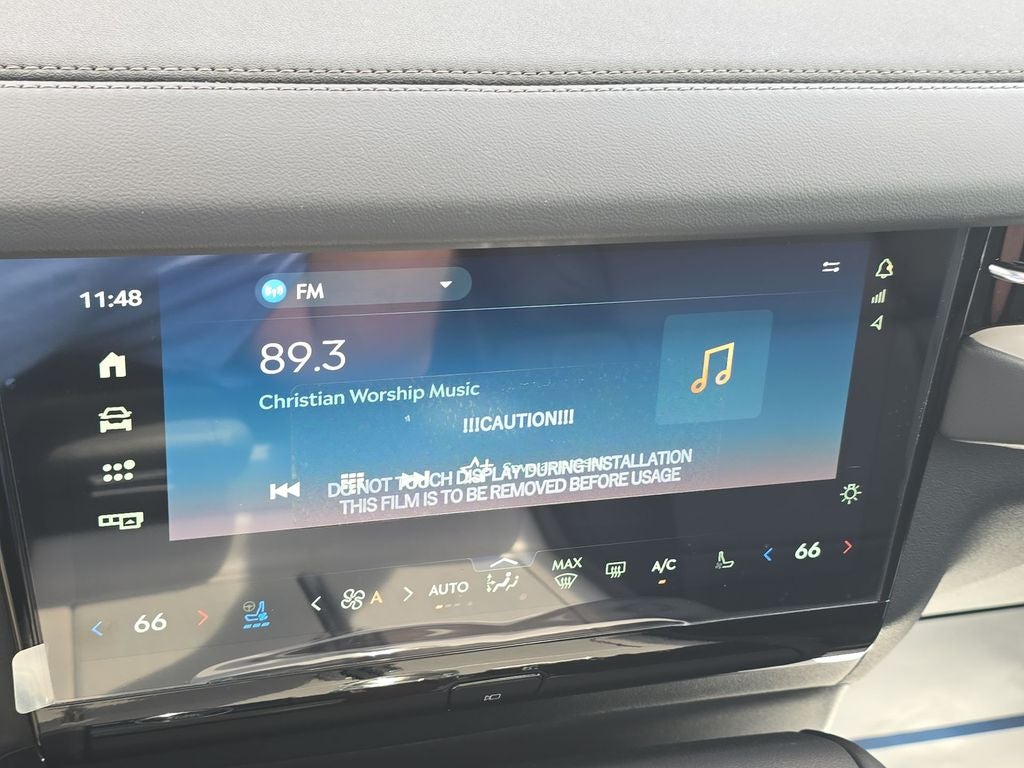 11:48
FM
89.3
Christian Worship Music
!!!CAUTION!!!
DO NOT TOUCH DISPLAY DURING INSTALLATION
THIS FILM IS TO BE REMOVED BEFORE USAGE
66
A
AUTO
MAX
A/C
66